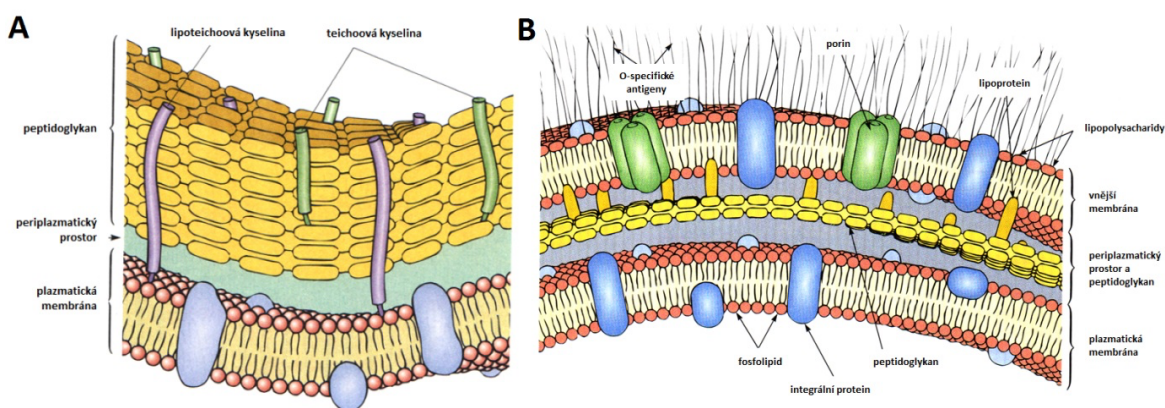 A
lipoteichoová kyselina
teichoová kyselina
peptidoglykan
periplazmatický
prostor
plazmatická
membrána
B
O-specifické
antigeny
porin
lipoprotein
lipopolysacharidy
vnější
membrána
periplazmatický
prostor a
peptidoglykan
plazmatická
membrána
fosfolipid
integrální protein
peptidoglykan